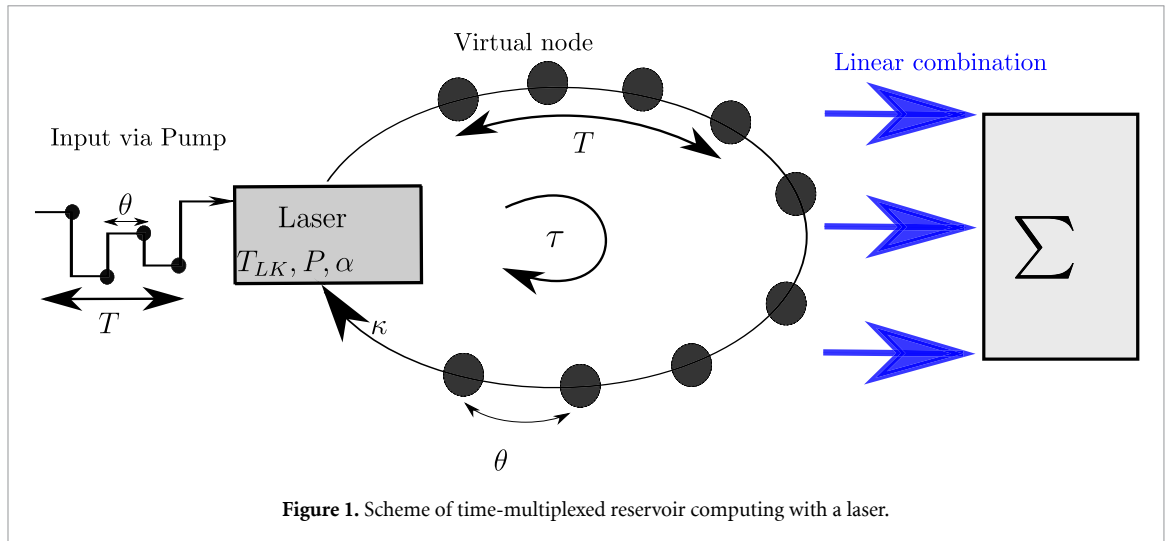 Virtual node
Linear combination
Input via Pump
T
θ
Laser
τ
Σ
T_{LK}, P, α
T
κ
θ
Figure 1. Scheme of time-multiplexed reservoir computing with a laser.